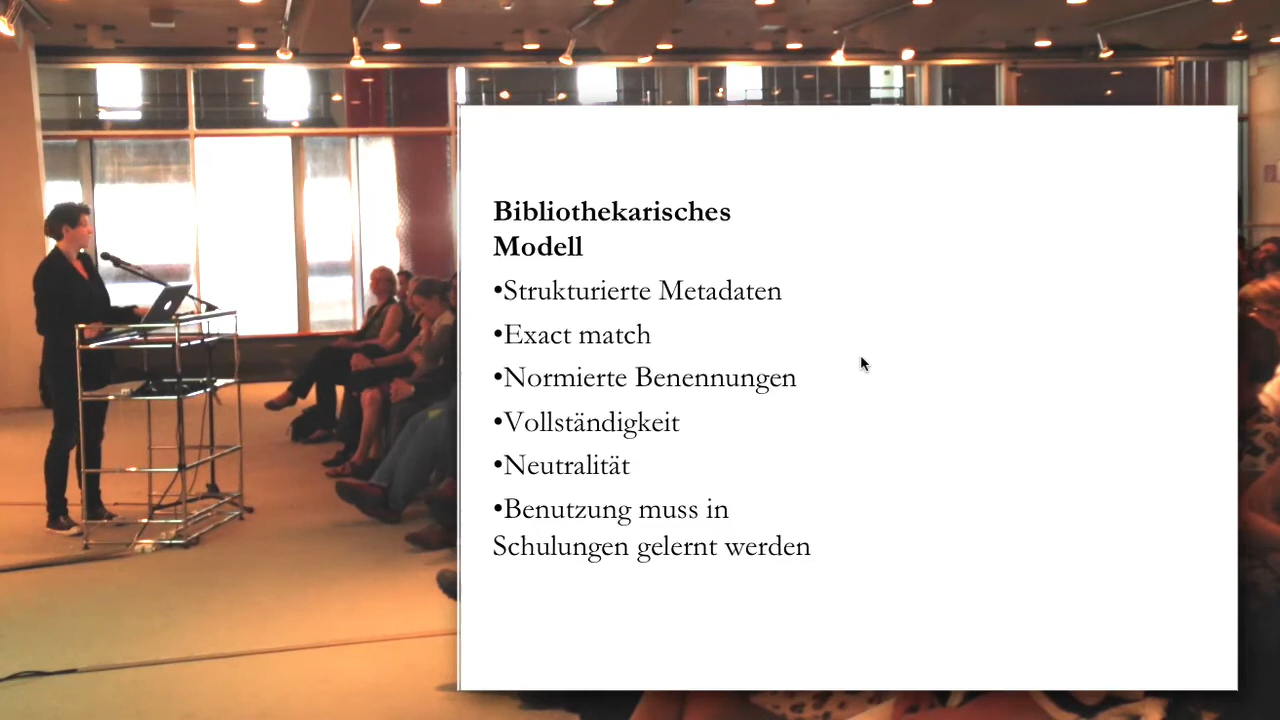 Bibliothekarisches
Modell
•Strukturierte Metadaten
•Exact match
•Normierte Benennungen
•Vollständigkeit
•Neutralität
•Benutzung muss in
Schulungen gelernt werden